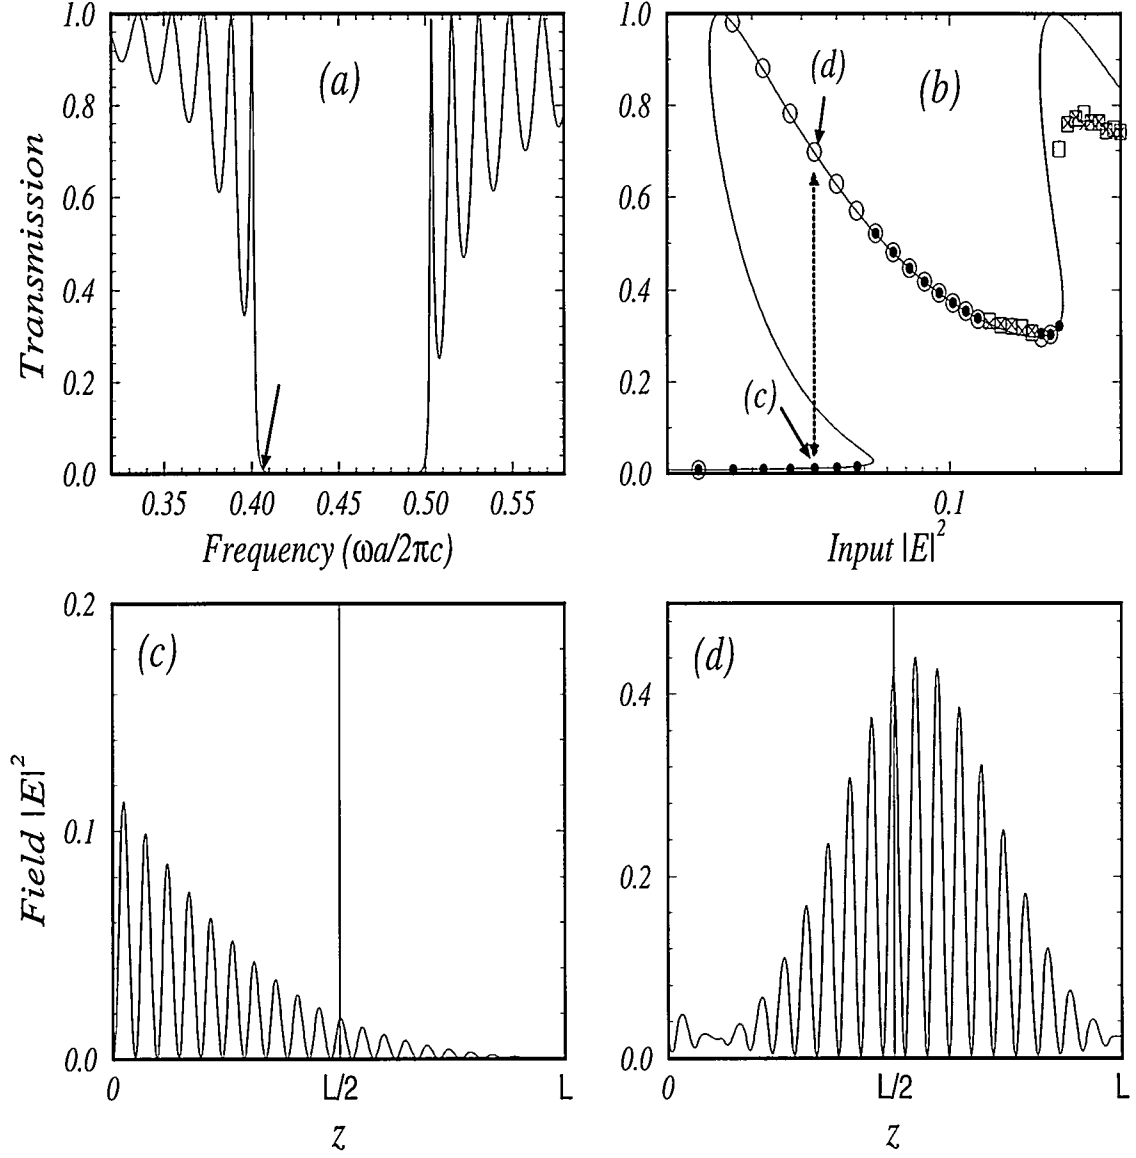 1.0
0.8
0.6
0.4
0.2
0.0
Transmission
(a)
0.35 0.40 0.45 0.50 0.55
Frequency (ωa/2πc)
1.0
0.8
0.6
0.4
0.2
0.0
(d)
(b)
(c)
0.1
Input |E|²
0.2
0.1
0.0
Field |E|²
(c)
0 L/2 L
z
0.4
0.2
0.0
(d)
0 L/2 L
z